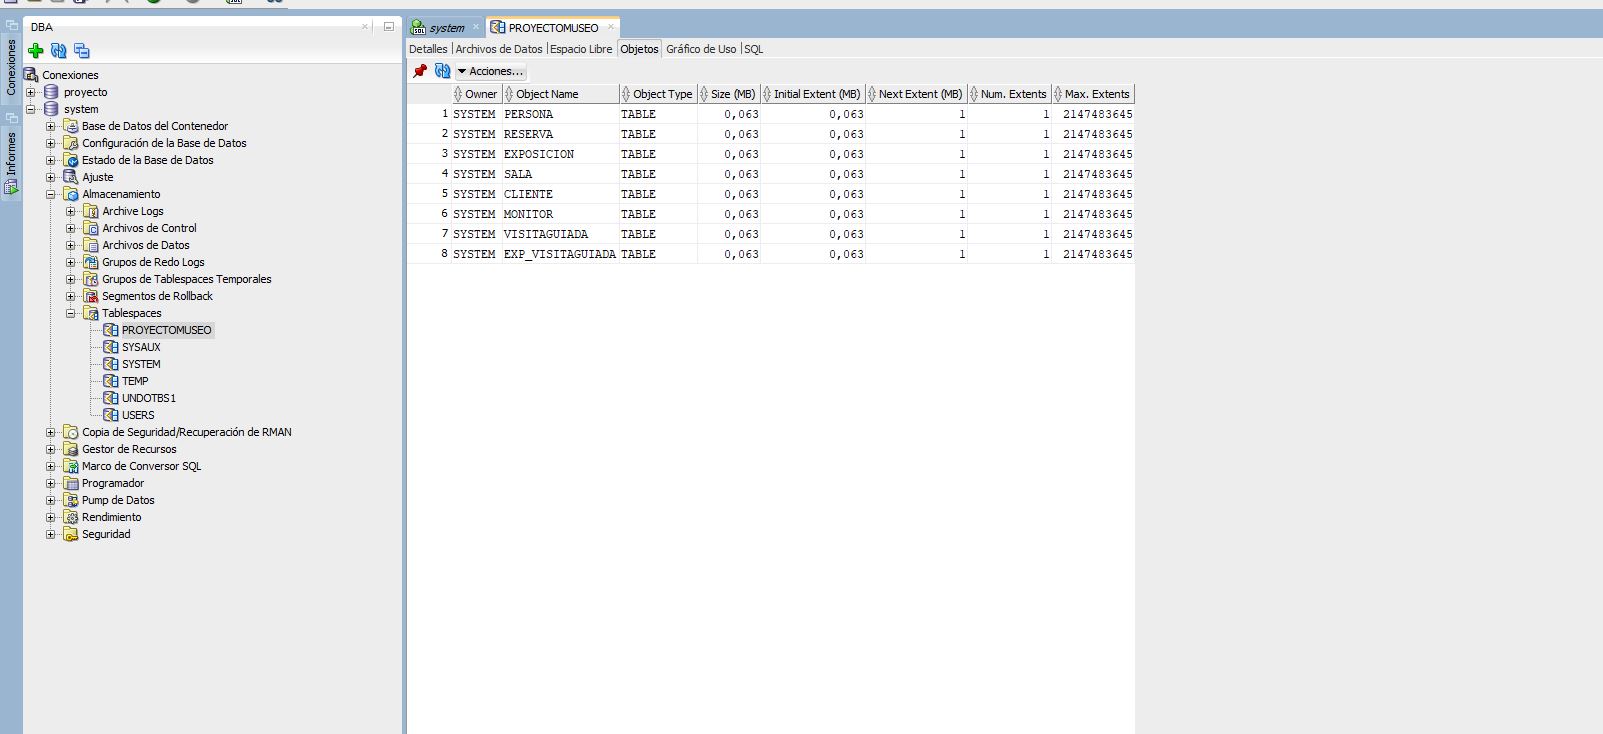 Conexiones
Informes
DBA
Conexiones
proyecto
system
Base de Datos del Contenedor
Configuración de la Base de Datos
Estado de la Base de Datos
Ajuste
Almacenamiento
Archive Logs
Archivos de Control
Archivos de Datos
Grupos de Redo Logs
Grupos de Tablespaces Temporales
Segmentos de Rollback
Tablespaces
PROYECTOMUSEO
SYSAUX
SYSTEM
TEMP
UNDOTBS1
USERS
Copia de Seguridad/Recuperación de RMAN
Gestor de Recursos
Marco de Conversor SQL
Programador
Pump de Datos
Rendimiento
Seguridad
system PROYECTOMUSEO
Detalles Archivos de Datos Espacio Libre Objetos Gráfico de Uso SQL
Acciones...
Owner Object Name Object Type Size (MB) Initial Extent (MB) Next Extent (MB) Num. Extents Max. Extents
1 SYSTEM PERSONA TABLE 0,063 0,063 1 1 2147483645
2 SYSTEM RESERVA TABLE 0,063 0,063 1 1 2147483645
3 SYSTEM EXPOSICION TABLE 0,063 0,063 1 1 2147483645
4 SYSTEM SALA TABLE 0,063 0,063 1 1 2147483645
5 SYSTEM CLIENTE TABLE 0,063 0,063 1 1 2147483645
6 SYSTEM MONITOR TABLE 0,063 0,063 1 1 2147483645
7 SYSTEM VISITAGUIADA TABLE 0,063 0,063 1 1 2147483645
8 SYSTEM EXP_VISITAGUIADA TABLE 0,063 0,063 1 1 2147483645